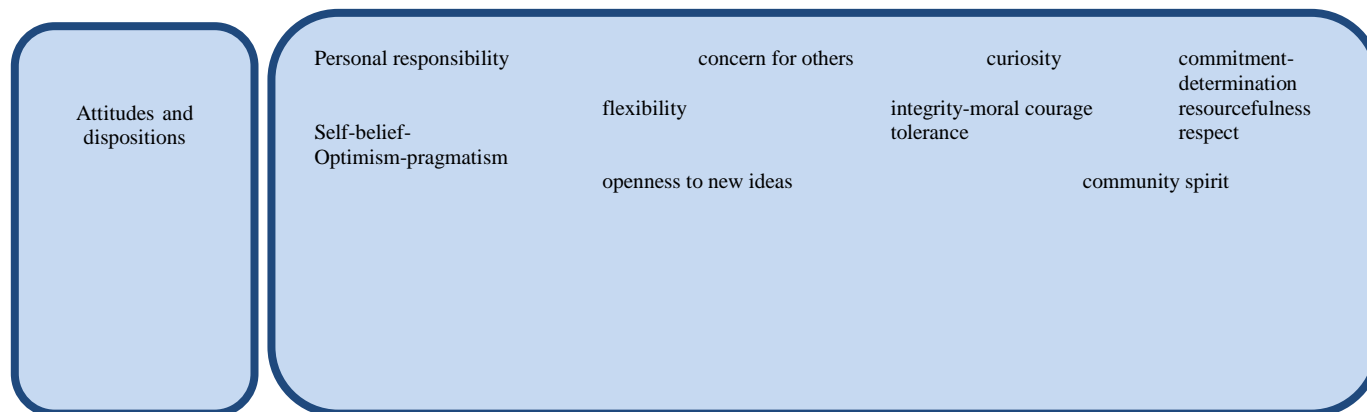 Attitudes and
dispositions
Personal responsibility concern for others curiosity commitment-
determination
flexibility integrity-moral courage resourcefulness
Self-belief- tolerance respect
Optimism-pragmatism
openness to new ideas community spirit